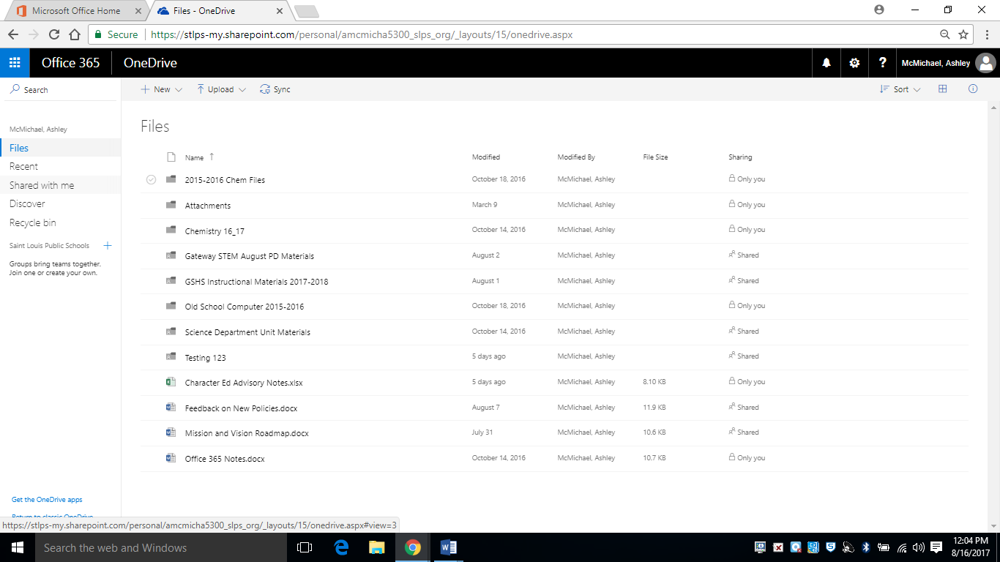 Microsoft Office Home
Files - OneDrive
Secure https://stlps-my.sharepoint.com/personal/amcmicha5300_slps_org/_layouts/15/onedrive.aspx
Office 365 OneDrive
? McMichael, Ashley
Search
New Upload Sync Sort
McMichael, Ashley
Files
Recent
Shared with me
Discover
Recycle bin
Saint Louis Public Schools +
Groups bring teams together.
Join one or create your own.
Files
Name Modified Modified By File Size Sharing
2015-2016 Chem Files October 18, 2016 McMichael, Ashley Only you
Attachments March 9 McMichael, Ashley Only you
Chemistry 16_17 October 14, 2016 McMichael, Ashley Only you
Gateway STEM August PD Materials August 2 McMichael, Ashley Shared
GSHS Instructional Materials 2017-2018 August 1 McMichael, Ashley Shared
Old School Computer 2015-2016 October 18, 2016 McMichael, Ashley Only you
Science Department Unit Materials October 14, 2016 McMichael, Ashley Shared
Testing 123 5 days ago McMichael, Ashley Shared
Character Ed Advisory Notes.xlsx 5 days ago McMichael, Ashley 8.10 KB Only you
Feedback on New Policies.docx August 7 McMichael, Ashley 11.9 KB Shared
Mission and Vision Roadmap.docx July 31 McMichael, Ashley 10.6 KB Shared
Office 365 Notes.docx October 14, 2016 McMichael, Ashley 10.7 KB Only you
Get the OneDrive apps
Return to classic OneDrive
https://stlps-my.sharepoint.com/personal/amcmicha5300_slps_org/_layouts/15/onedrive.aspx#view=3
Search the web and Windows
12:04 PM
8/16/2017